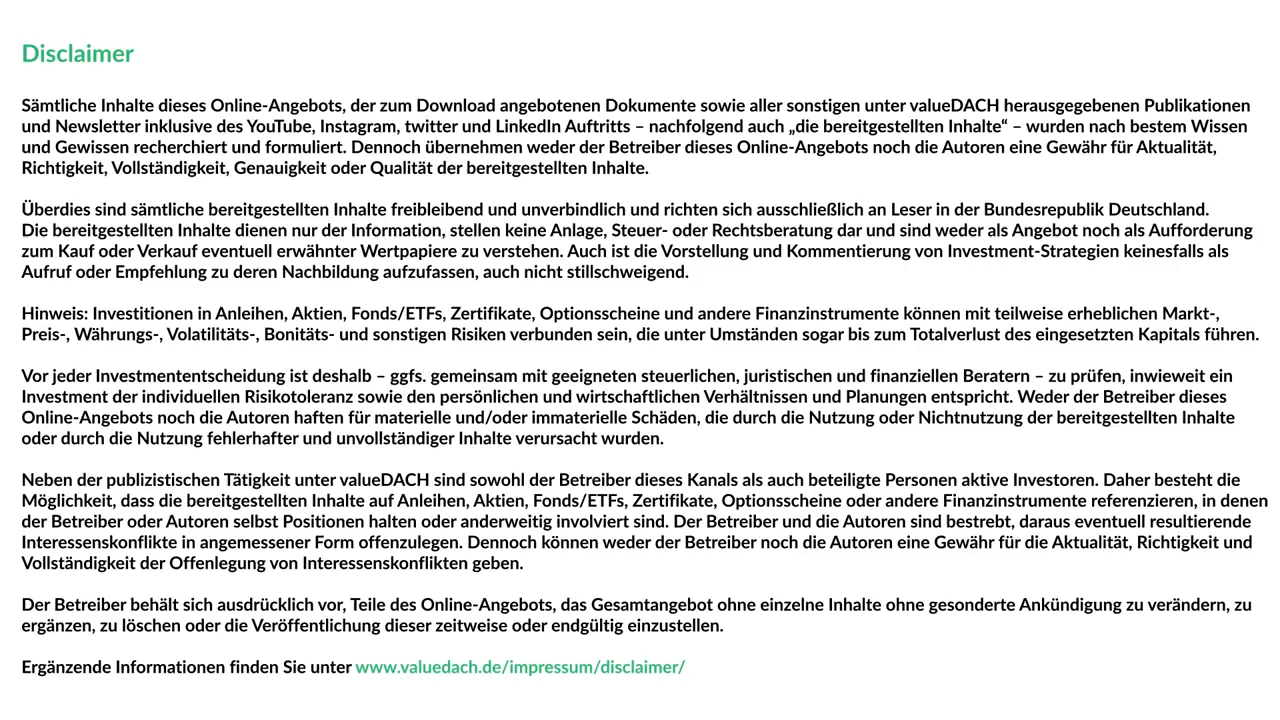 Disclaimer
Sämtliche Inhalte dieses Online-Angebots, der zum Download angebotenen Dokumente sowie aller sonstigen unter valueDACH herausgegebenen Publikationen
und Newsletter inklusive des YouTube, Instagram, twitter und LinkedIn Auftritts – nachfolgend auch „die bereitgestellten Inhalte“ – wurden nach bestem Wissen
und Gewissen recherchiert und formuliert. Dennoch übernehmen weder der Betreiber dieses Online-Angebots noch die Autoren eine Gewähr für Aktualität,
Richtigkeit, Vollständigkeit, Genauigkeit oder Qualität der bereitgestellten Inhalte.
Überdies sind sämtliche bereitgestellten Inhalte freibleibend und unverbindlich und richten sich ausschließlich an Leser in der Bundesrepublik Deutschland.
Die bereitgestellten Inhalte dienen nur der Information, stellen keine Anlage, Steuer- oder Rechtsberatung dar und sind weder als Angebot noch als Aufforderung
zum Kauf oder Verkauf eventuell erwähnter Wertpapiere zu verstehen. Auch ist die Vorstellung und Kommentierung von Investment-Strategien keinesfalls als
Aufruf oder Empfehlung zu deren Nachbildung aufzufassen, auch nicht stillschweigend.
Hinweis: Investitionen in Anleihen, Aktien, Fonds/ETFs, Zertifikate, Optionsscheine und andere Finanzinstrumente können mit teilweise erheblichen Markt-,
Preis-, Währungs-, Volatilitäts-, Bonitäts- und sonstigen Risiken verbunden sein, die unter Umständen sogar bis zum Totalverlust des eingesetzten Kapitals führen.
Vor jeder Investmententscheidung ist deshalb – ggfs. gemeinsam mit geeigneten steuerlichen, juristischen und finanziellen Beratern – zu prüfen, inwieweit ein
Investment der individuellen Risikotoleranz sowie den persönlichen und wirtschaftlichen Verhältnissen und Planungen entspricht. Weder der Betreiber dieses
Online-Angebots noch die Autoren haften für materielle und/oder immaterielle Schäden, die durch die Nutzung oder Nichtnutzung der bereitgestellten Inhalte
oder durch die Nutzung fehlerhafter und unvollständiger Inhalte verursacht wurden.
Neben der publizistischen Tätigkeit unter valueDACH sind sowohl der Betreiber dieses Kanals als auch beteiligte Personen aktive Investoren. Daher besteht die
Möglichkeit, dass die bereitgestellten Inhalte auf Anleihen, Aktien, Fonds/ETFs, Zertifikate, Optionsscheine oder andere Finanzinstrumente referenzieren, in denen
der Betreiber oder Autoren selbst Positionen halten oder anderweitig involviert sind. Der Betreiber und die Autoren sind bestrebt, daraus eventuell resultierende
Interessenskonflikte in angemessener Form offenzulegen. Dennoch können weder der Betreiber noch die Autoren eine Gewähr für die Aktualität, Richtigkeit und
Vollständigkeit der Offenlegung von Interessenskonflikten geben.
Der Betreiber behält sich ausdrücklich vor, Teile des Online-Angebots, das Gesamtangebot ohne einzelne Inhalte ohne gesonderte Ankündigung zu verändern, zu
ergänzen, zu löschen oder die Veröffentlichung dieser zeitweise oder endgültig einzustellen.
Ergänzende Informationen finden Sie unter www.valuedach.de/impressum/disclaimer/